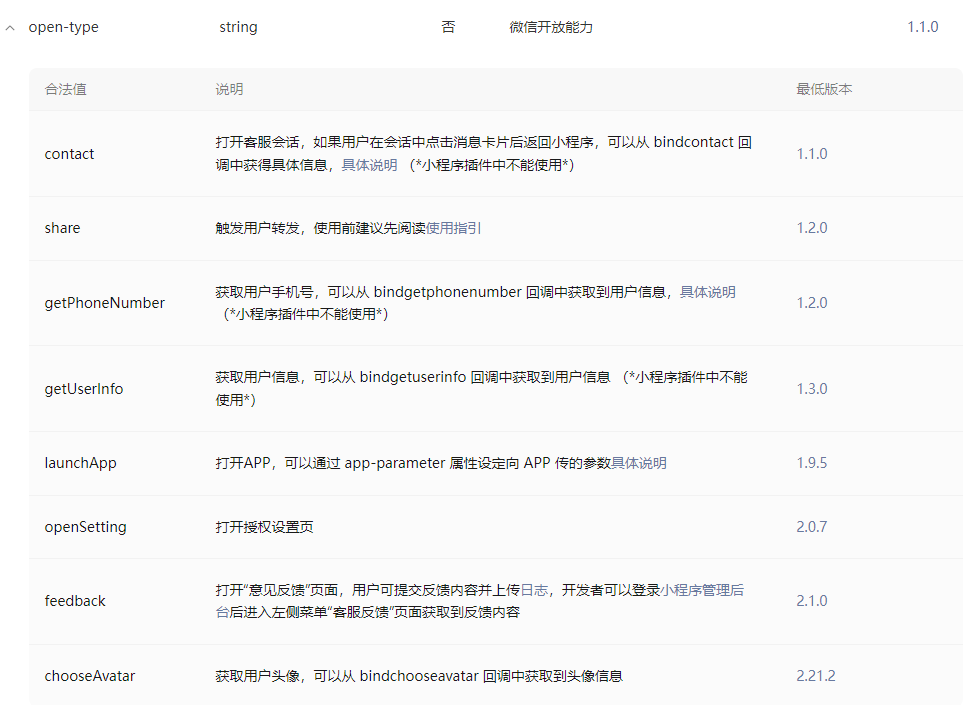 open-type string 否 微信开放能力 1.1.0
合法值 说明 最低版本
contact 打开客服会话，如果用户在会话中点击消息卡片后返回小程序，可以从 bindcontact 回 1.1.0
调中获得具体信息，具体说明 （*小程序插件中不能使用*）
share 触发用户转发，使用前建议先阅读使用指引 1.2.0
getPhoneNumber 获取用户手机号，可以从 bindgetphonenumber 回调中获取到用户信息，具体说明 1.2.0
（*小程序插件中不能使用*）
getUserInfo 获取用户信息，可以从 bindgetuserinfo 回调中获取到用户信息 （*小程序插件中不能 1.3.0
使用*）
launchApp 打开APP，可以通过 app-parameter 属性设定向 APP 传的参数具体说明 1.9.5
openSetting 打开授权设置页 2.0.7
feedback 打开“意见反馈”页面，用户可提交反馈内容并上传日志，开发者可以登录小程序管理后 2.1.0
台后进入左侧菜单“客服反馈”页面获取到反馈内容
chooseAvatar 获取用户头像，可以从 bindchooseavatar 回调中获取到头像信息 2.21.2